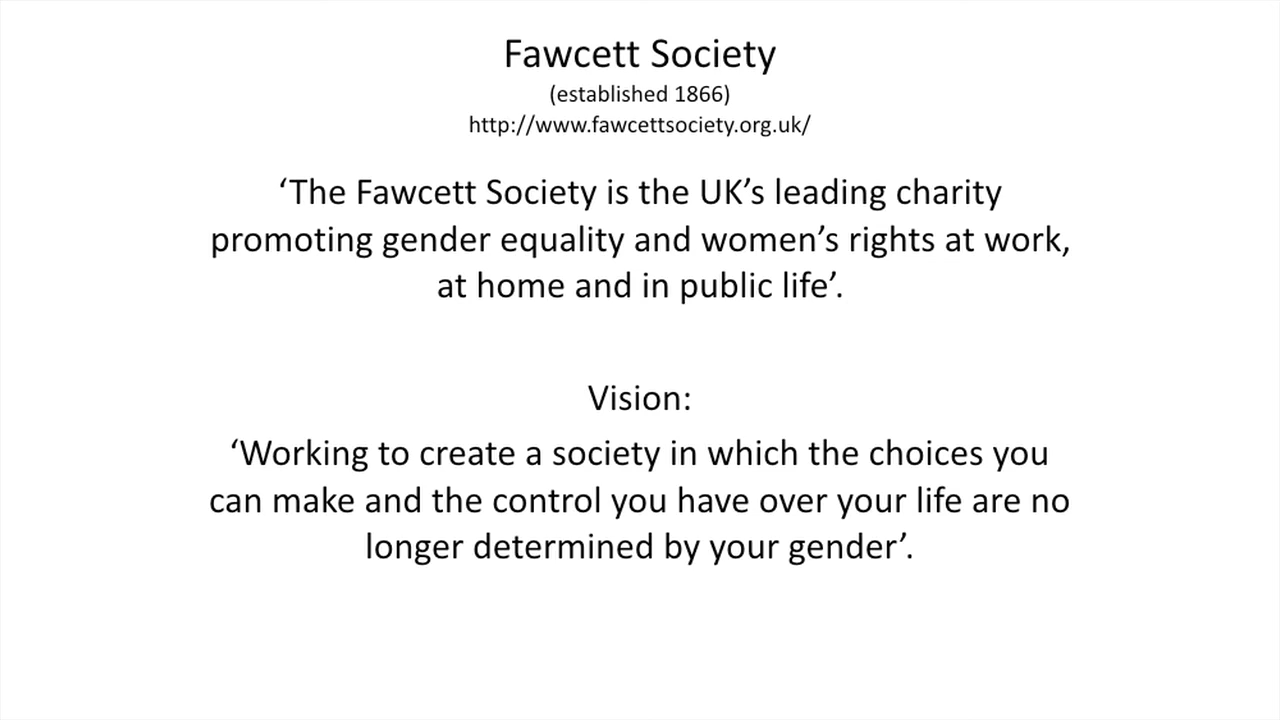 Fawcett Society
(established 1866)
http://www.fawcettsociety.org.uk/
‘The Fawcett Society is the UK’s leading charity
promoting gender equality and women’s rights at work,
at home and in public life’.
Vision:
‘Working to create a society in which the choices you
can make and the control you have over your life are no
longer determined by your gender’.